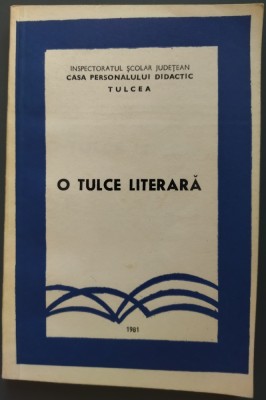 INSPECTORATUL ȘCOLAR JUDEȚEAN
CASA PERSONALULUI DIDACTIC
TULCEA
O TULCE LITERARĂ
1981